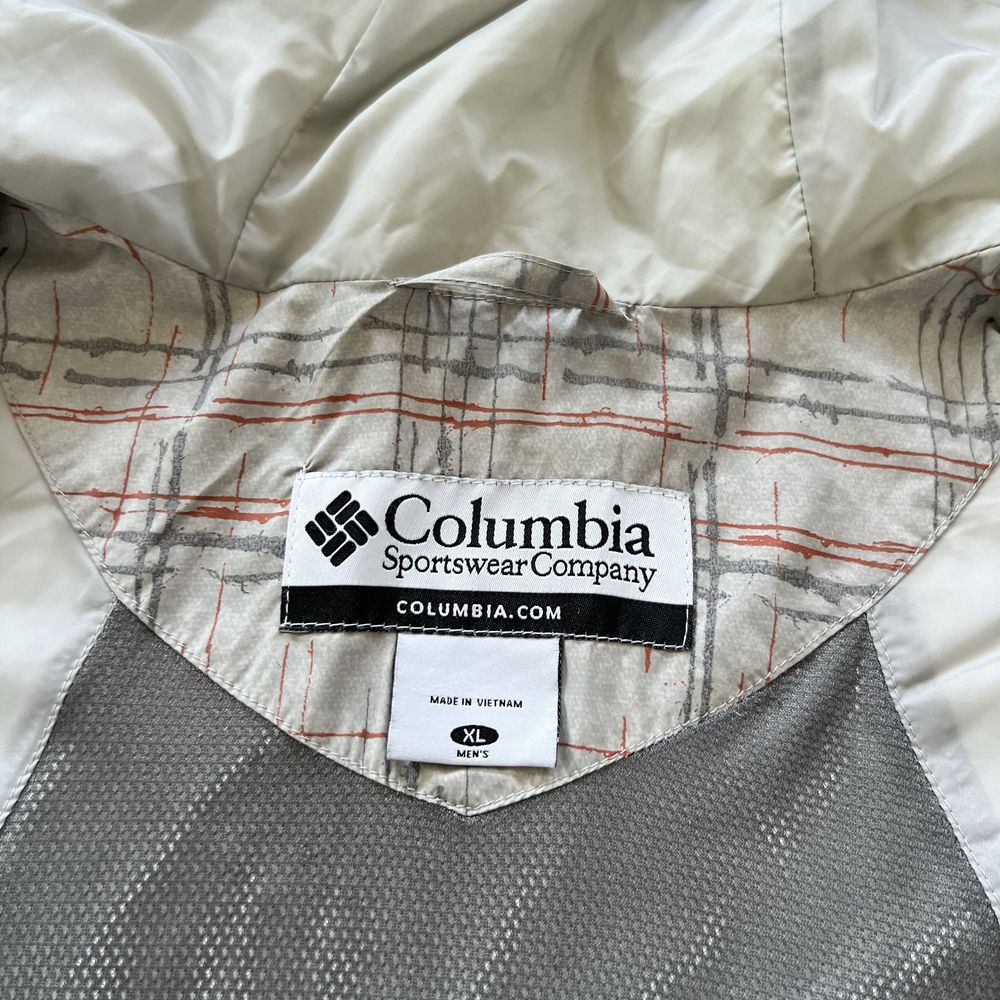 Columbia
Sportswear Company
COLUMBIA.COM
MADE IN VIETNAM
XL
MEN'S